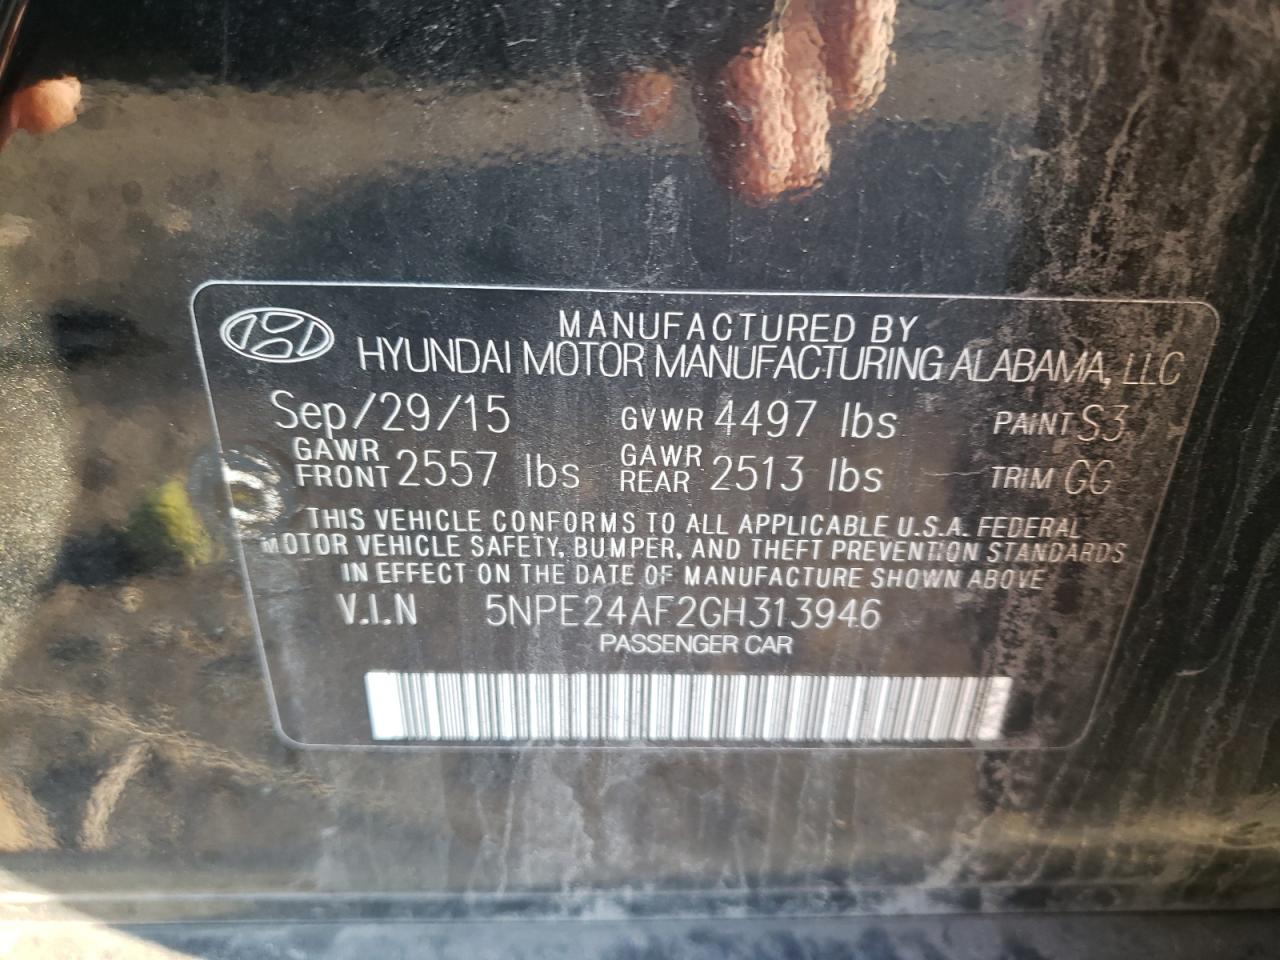 MANUFACTURED BY
HYUNDAI MOTOR MANUFACTURING ALABAMA, LLC
Sep/29/15 GVWR 4497 lbs PAINT S3
GAWR FRONT 2557 lbs GAWR REAR 2513 lbs TRIM GG
THIS VEHICLE CONFORMS TO ALL APPLICABLE U.S.A. FEDERAL
MOTOR VEHICLE SAFETY, BUMPER, AND THEFT PREVENTION STANDARDS
IN EFFECT ON THE DATE OF MANUFACTURE SHOWN ABOVE
V.I.N 5NPE24AF2GH313946
PASSENGER CAR